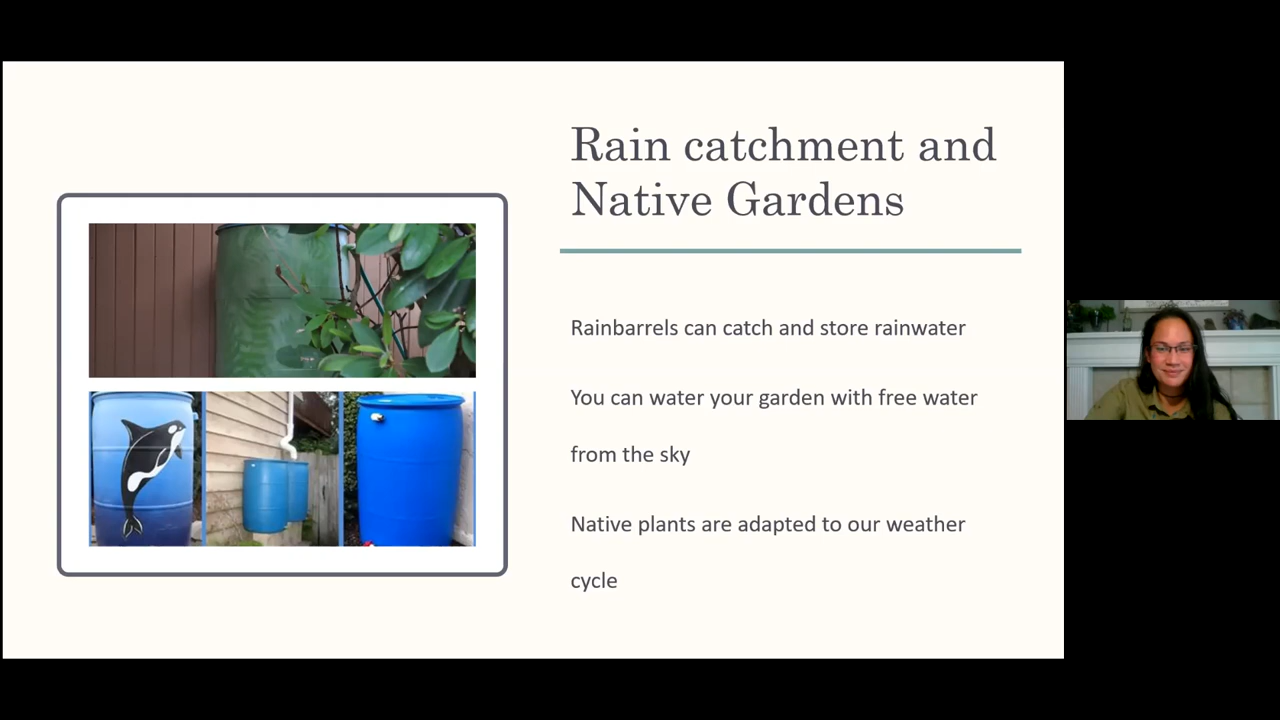 Rain catchment and
Native Gardens
Rainbarrels can catch and store rainwater
You can water your garden with free water
from the sky
Native plants are adapted to our weather
cycle